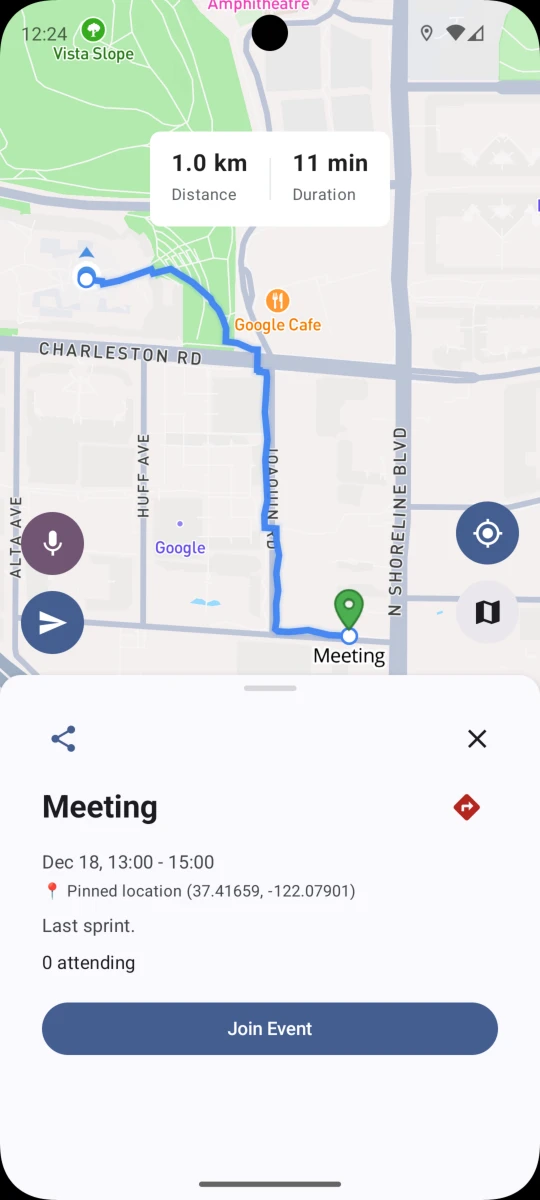 Amphitheatre
12:24
Vista Slope
1.0 km
11 min
Distance
Duration
Google Cafe
CHARLESTON RD
HUFF AVE
JOAQUIN RD
N SHORELINE BLVD
ALTA AVE
Google
Meeting
Meeting
Dec 18, 13:00 - 15:00
📍 Pinned location (37.41659, -122.07901)
Last sprint.
0 attending
Join Event